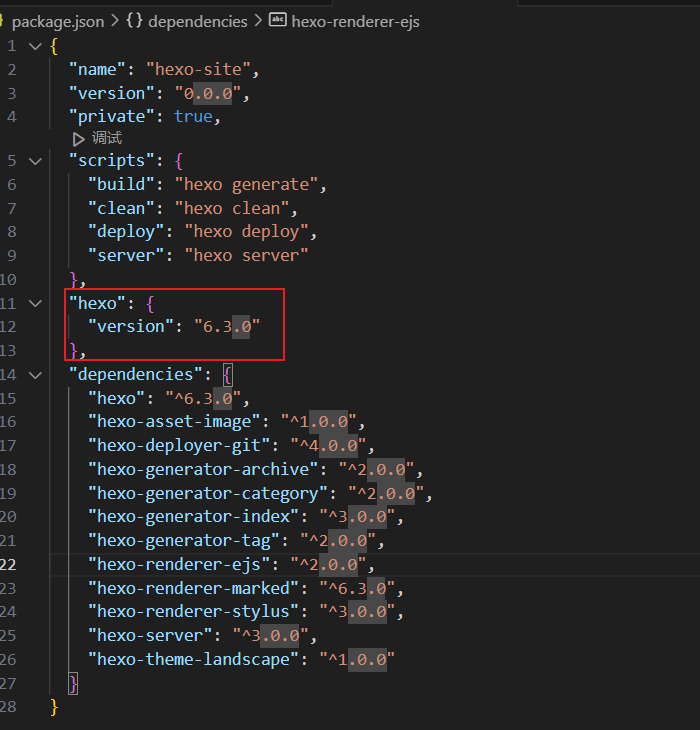 package.json > {} dependencies > abc hexo-renderer-ejs
1 {
2 "name": "hexo-site",
3 "version": "0.0.0",
4 "private": true,
调试
5 "scripts": {
6 "build": "hexo generate",
7 "clean": "hexo clean",
8 "deploy": "hexo deploy",
9 "server": "hexo server"
10 },
11 "hexo": {
12 "version": "6.3.0"
13 },
14 "dependencies": {
15 "hexo": "^6.3.0",
16 "hexo-asset-image": "^1.0.0",
17 "hexo-deployer-git": "^4.0.0",
18 "hexo-generator-archive": "^2.0.0",
19 "hexo-generator-category": "^2.0.0",
20 "hexo-generator-index": "^3.0.0",
21 "hexo-generator-tag": "^2.0.0",
22 "hexo-renderer-ejs": "^2.0.0",
23 "hexo-renderer-marked": "^6.3.0",
24 "hexo-renderer-stylus": "^3.0.0",
25 "hexo-server": "^3.0.0",
26 "hexo-theme-landscape": "^1.0.0"
27 }
28 }